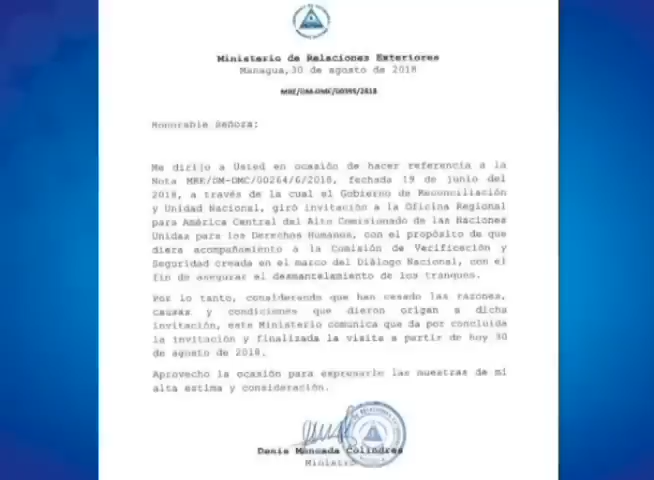 Ministerio de Relaciones Exteriores
Managua, 30 de agosto de 2018
MRE/DM-DMC/00399/2018
Honorable Señora:
Me dirijo a Usted en ocasión de hacer referencia a la
Nota MRE/DM-DMC/00264/6/2018, fechada 19 de junio del
2018, a través de la cual el Gobierno de Reconciliación
y Unidad Nacional, giró invitación a la Oficina Regional
para América Central del Alto Comisionado de las Naciones
Unidas para los Derechos Humanos, con el propósito de que
diera acompañamiento a la Comisión de Verificación y
Seguridad creada en el marco del Diálogo Nacional, con el
fin de asegurar el desmantelamiento de los tranques.
Por lo tanto, considerando que han cesado las razones,
causas y condiciones que dieron origen a dicha
invitación, este Ministerio comunica que da por concluida
la invitación y finalizada la visita a partir de hoy 30
de agosto de 2018.
Aprovecho la ocasión para expresarle las muestras de mi
alta estima y consideración.
Denis Moncada Colindres
Ministro